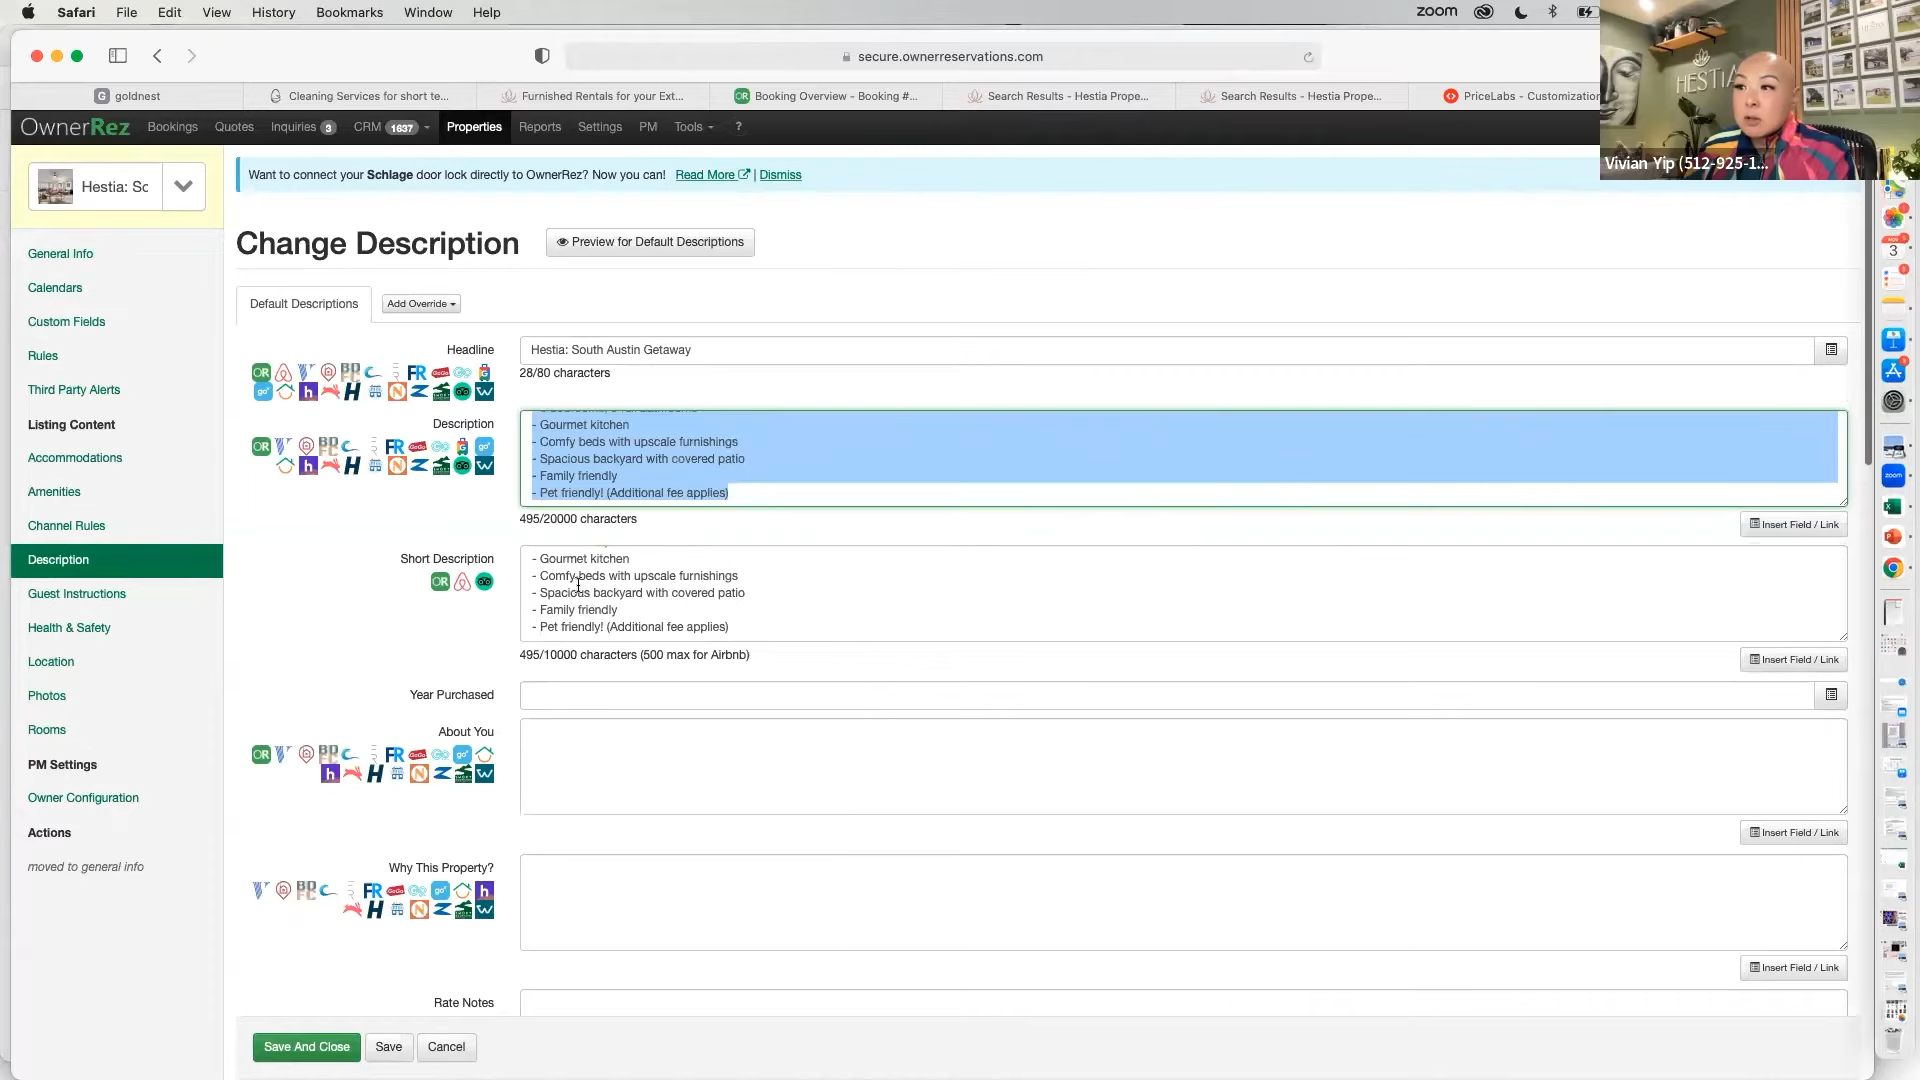 Safari File Edit View History Bookmarks Window Help zoom
secure.ownerreservations.com
goldnest Cleaning Services for short te... Furnished Rentals for your Ext... Booking Overview - Booking #... Search Results - Hestia Prope... Search Results - Hestia Prope... PriceLabs - Customization
HESTIA
Vivian Yip (512-925-1...
OwnerRez Bookings Quotes Inquiries 3 CRM 1637 Properties Reports Settings PM Tools ?
Hestia: Sc
Want to connect your Schlage door lock directly to OwnerRez? Now you can! Read More | Dismiss
Change Description Preview for Default Descriptions
Default Descriptions Add Override
General Info
Calendars
Custom Fields
Rules
Third Party Alerts
Listing Content
Accommodations
Amenities
Channel Rules
Description
Guest Instructions
Health & Safety
Location
Photos
Rooms
PM Settings
Owner Configuration
Actions
moved to general info
Headline
Hestia: South Austin Getaway
28/80 characters
Description
- Gourmet kitchen
- Comfy beds with upscale furnishings
- Spacious backyard with covered patio
- Family friendly
- Pet friendly! (Additional fee applies)
495/20000 characters
Insert Field / Link
Short Description
- Gourmet kitchen
- Comfy beds with upscale furnishings
- Spacious backyard with covered patio
- Family friendly
- Pet friendly! (Additional fee applies)
495/10000 characters (500 max for Airbnb)
Insert Field / Link
Year Purchased
About You
Insert Field / Link
Why This Property?
Insert Field / Link
Rate Notes
Save And Close Save Cancel